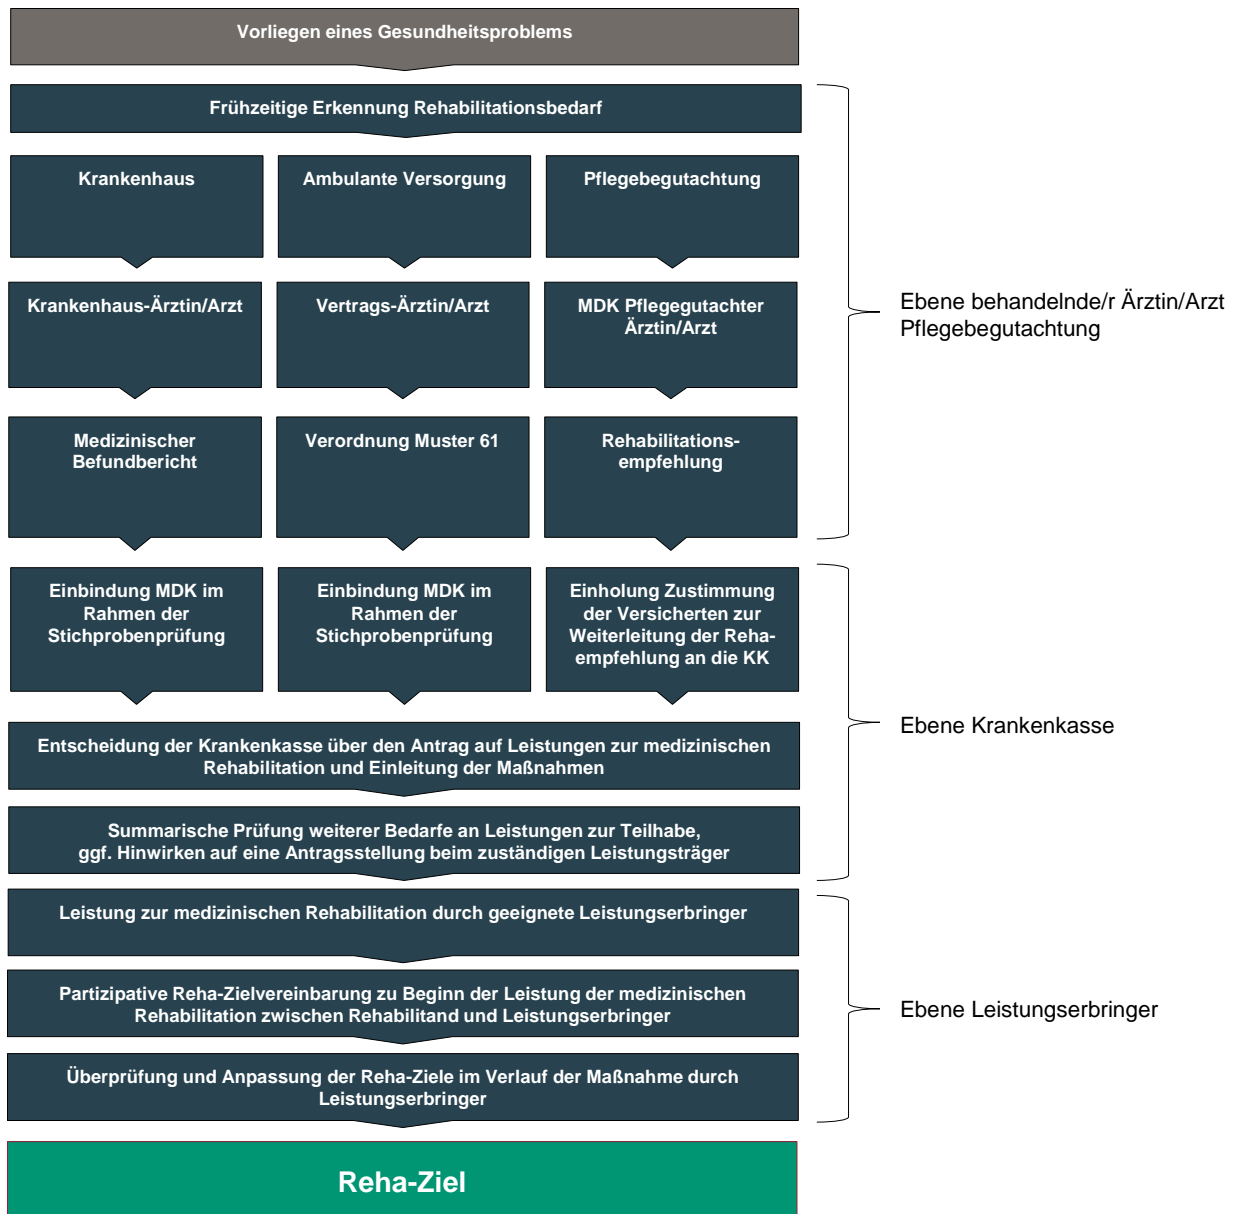 Vorliegen eines Gesundheitsproblems
Frühzeitige Erkennung Rehabilitationsbedarf
Krankenhaus
Ambulante Versorgung
Pflegebegutachtung
Krankenhaus-Ärztin/Arzt
Vertrags-Ärztin/Arzt
MDK Pflegegutachter
Ärztin/Arzt
Ebene behandelnde/r Ärztin/Arzt
Pflegebegutachtung
Medizinischer
Befundbericht
Verordnung Muster 61
Rehabilitations-
empfehlung
Einbindung MDK im
Rahmen der
Stichprobenprüfung
Einbindung MDK im
Rahmen der
Stichprobenprüfung
Einholung Zustimmung
der Versicherten zur
Weiterleitung der Reha-
empfehlung an die KK
Ebene Krankenkasse
Entscheidung der Krankenkasse über den Antrag auf Leistungen zur medizinischen
Rehabilitation und Einleitung der Maßnahmen
Summarische Prüfung weiterer Bedarfe an Leistungen zur Teilhabe,
ggf. Hinwirken auf eine Antragsstellung beim zuständigen Leistungsträger
Leistung zur medizinischen Rehabilitation durch geeignete Leistungserbringer
Partizipative Reha-Zielvereinbarung zu Beginn der Leistung der medizinischen
Rehabilitation zwischen Rehabilitand und Leistungserbringer
Ebene Leistungserbringer
Überprüfung und Anpassung der Reha-Ziele im Verlauf der Maßnahme durch
Leistungserbringer
Reha-Ziel